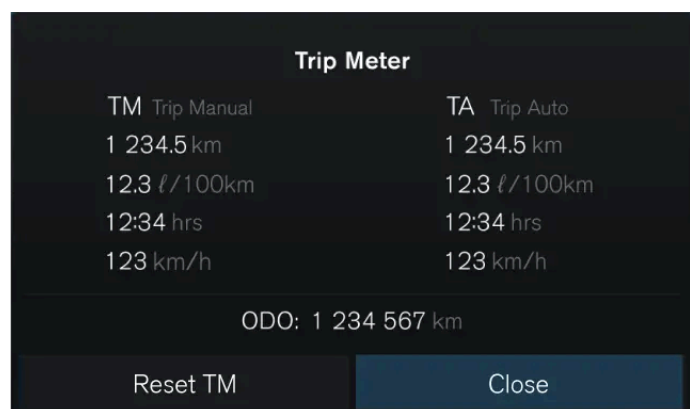 Trip Meter
TM Trip Manual
1 234.5 km
12.3 ℓ/100km
12:34 hrs
123 km/h
TA Trip Auto
1 234.5 km
12.3 ℓ/100km
12:34 hrs
123 km/h
ODO: 1 234 567 km
Reset TM
Close